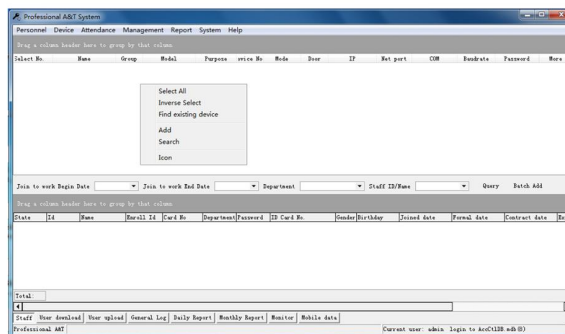 Professional A&T System
Personnel Device Attendance Management Report System Help
Drag a column header here to group by that column
Select No. Name Group Model Purpose rvice No Mode Door IP Net port COM Baudrate Password More
Select All
Inverse Select
Find existing device
Add
Search
Icon
Join to work Begin Date Join to work End Date Department Staff ID/Name Query Batch Add
Drag a column header here to group by that column
State Id Name Enroll Id Card No Department Password ID Card No. Gender Birthday Joined date Formal date Contract date
Total:
Staff User download User upload General Log Daily Report Monthly Report Monitor Mobile data
Professional A&T Current user: admin login to AccCtlDB.mdb(@)